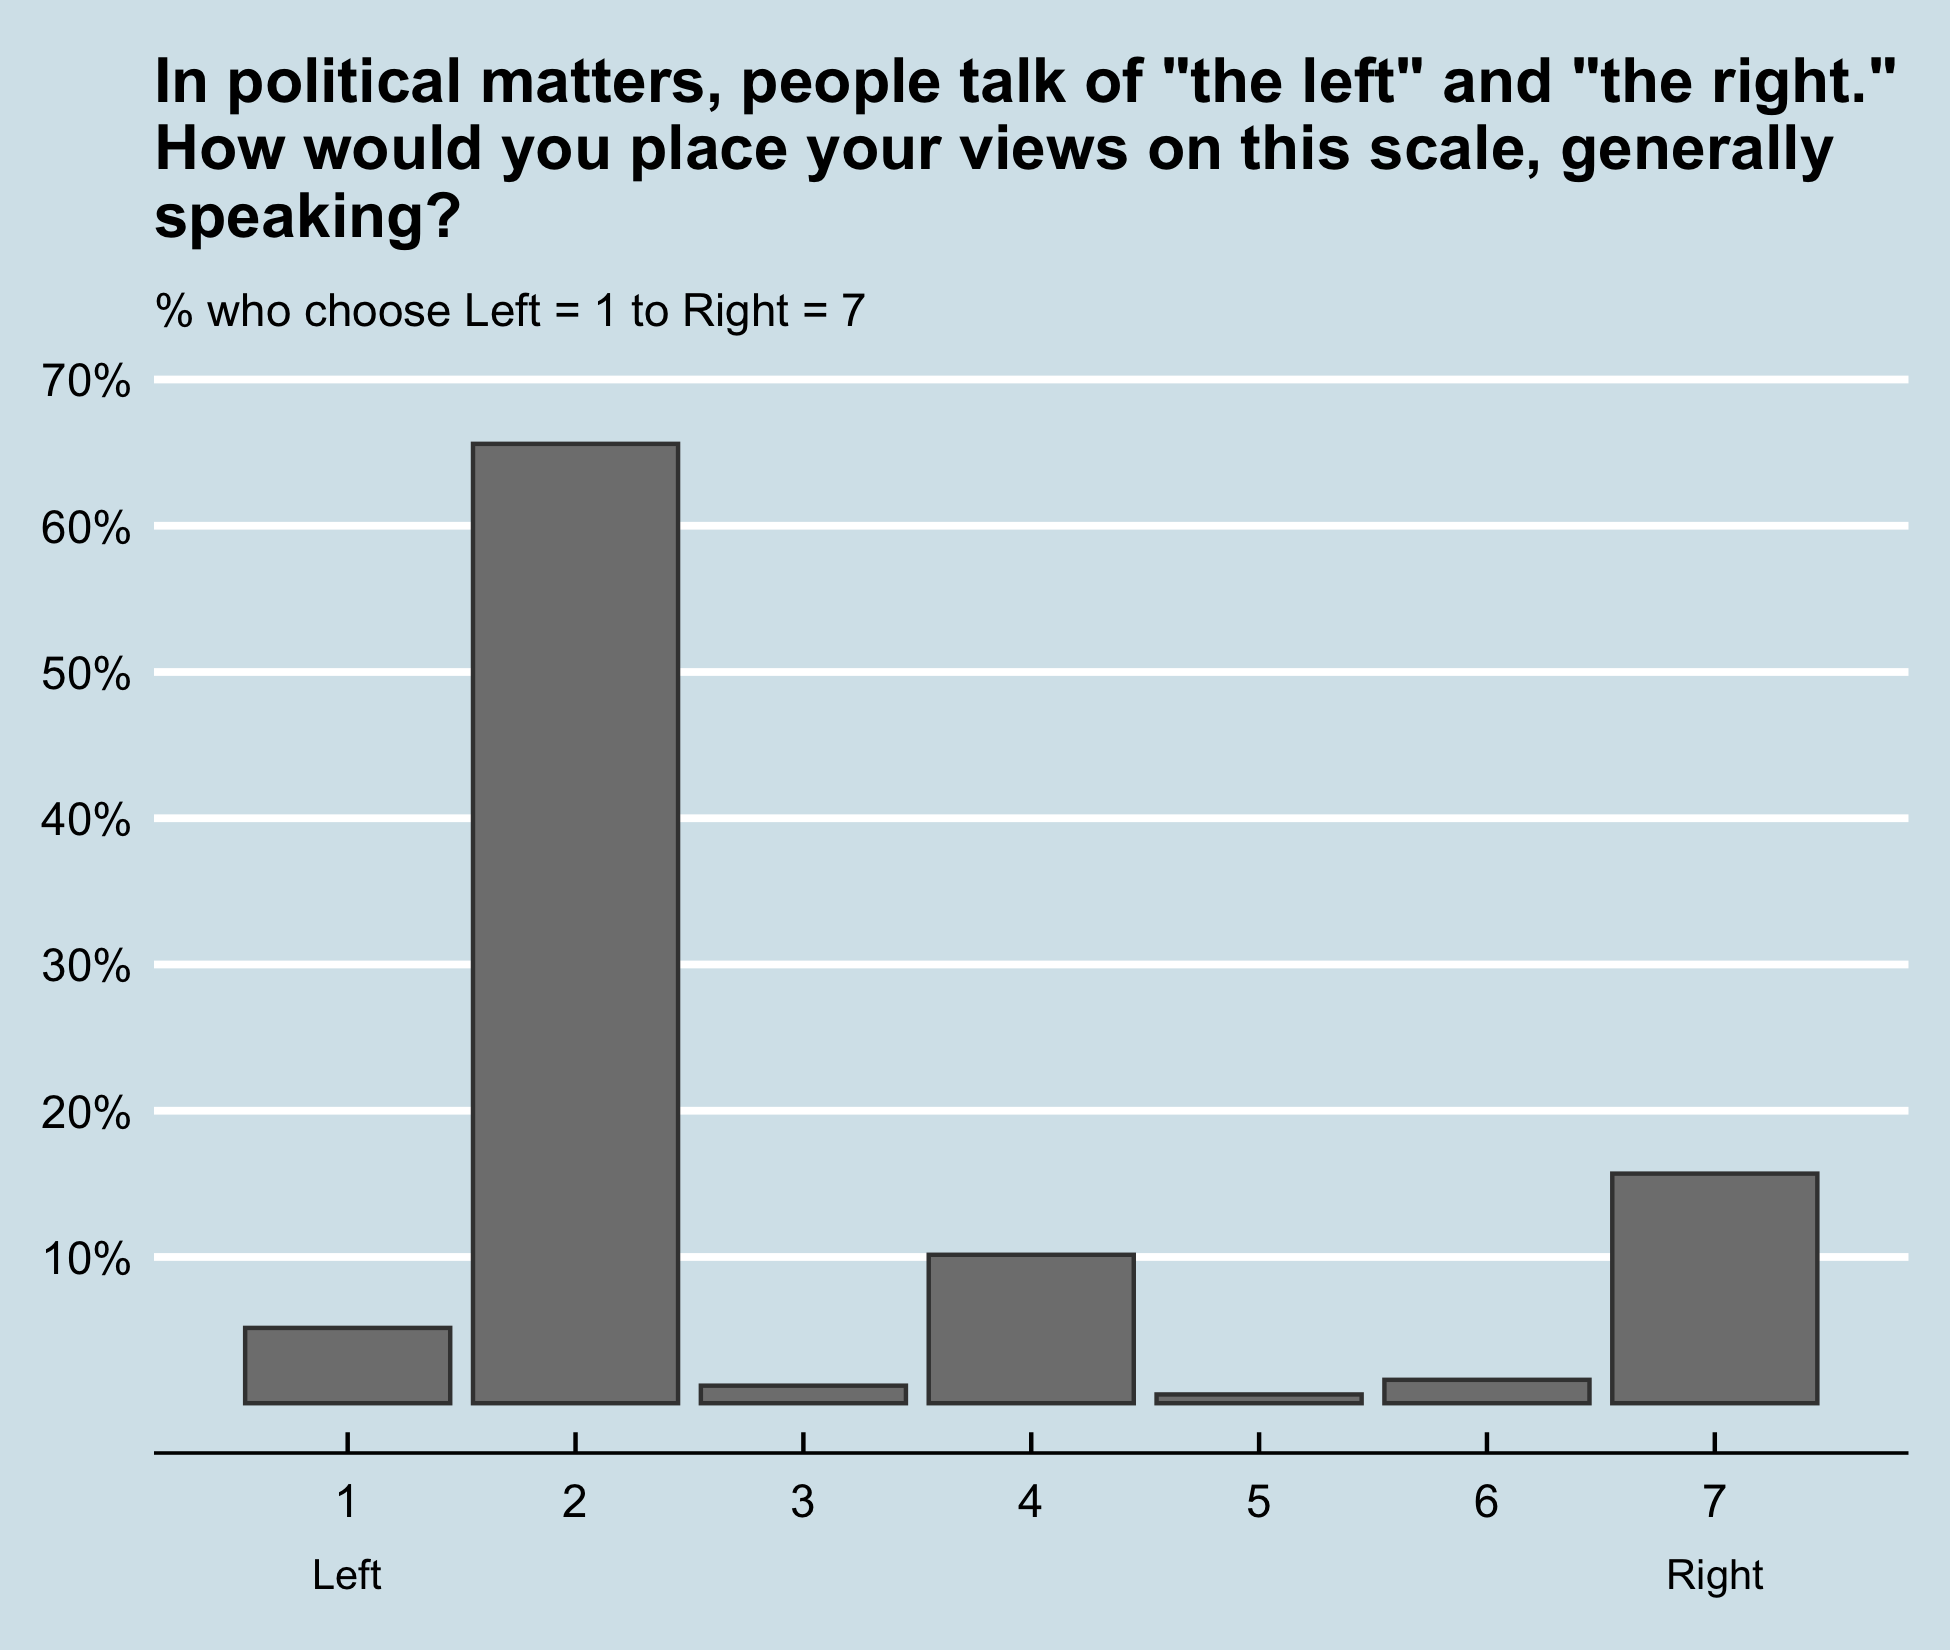 In political matters, people talk of "the left" and "the right."
How would you place your views on this scale, generally
speaking?
% who choose Left = 1 to Right = 7
70%
60%
50%
40%
30%
20%
10%
1 2 3 4 5 6 7
Left Right